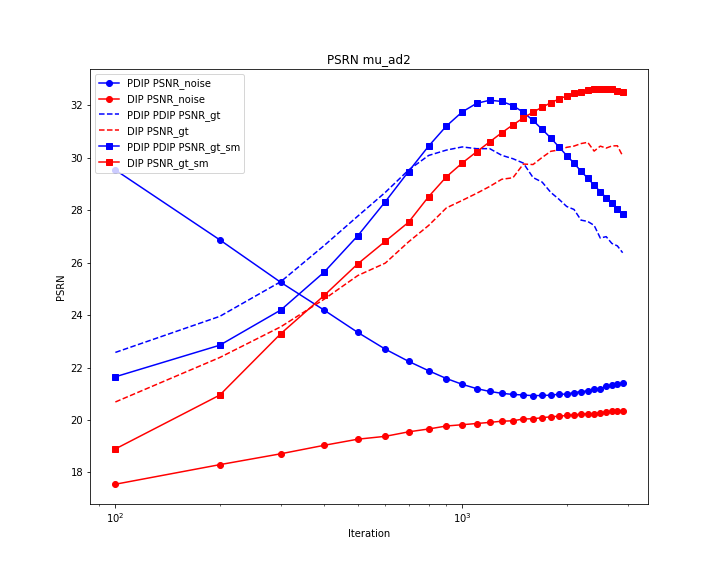 PSRN mu_ad2
PDIP PSNR_noise
DIP PSNR_noise
PDIP PDIP PSNR_gt
DIP PSNR_gt
PDIP PDIP PSNR_gt_sm
DIP PSNR_gt_sm
32
30
28
26
24
22
20
18
PSRN
10²
10³
Iteration